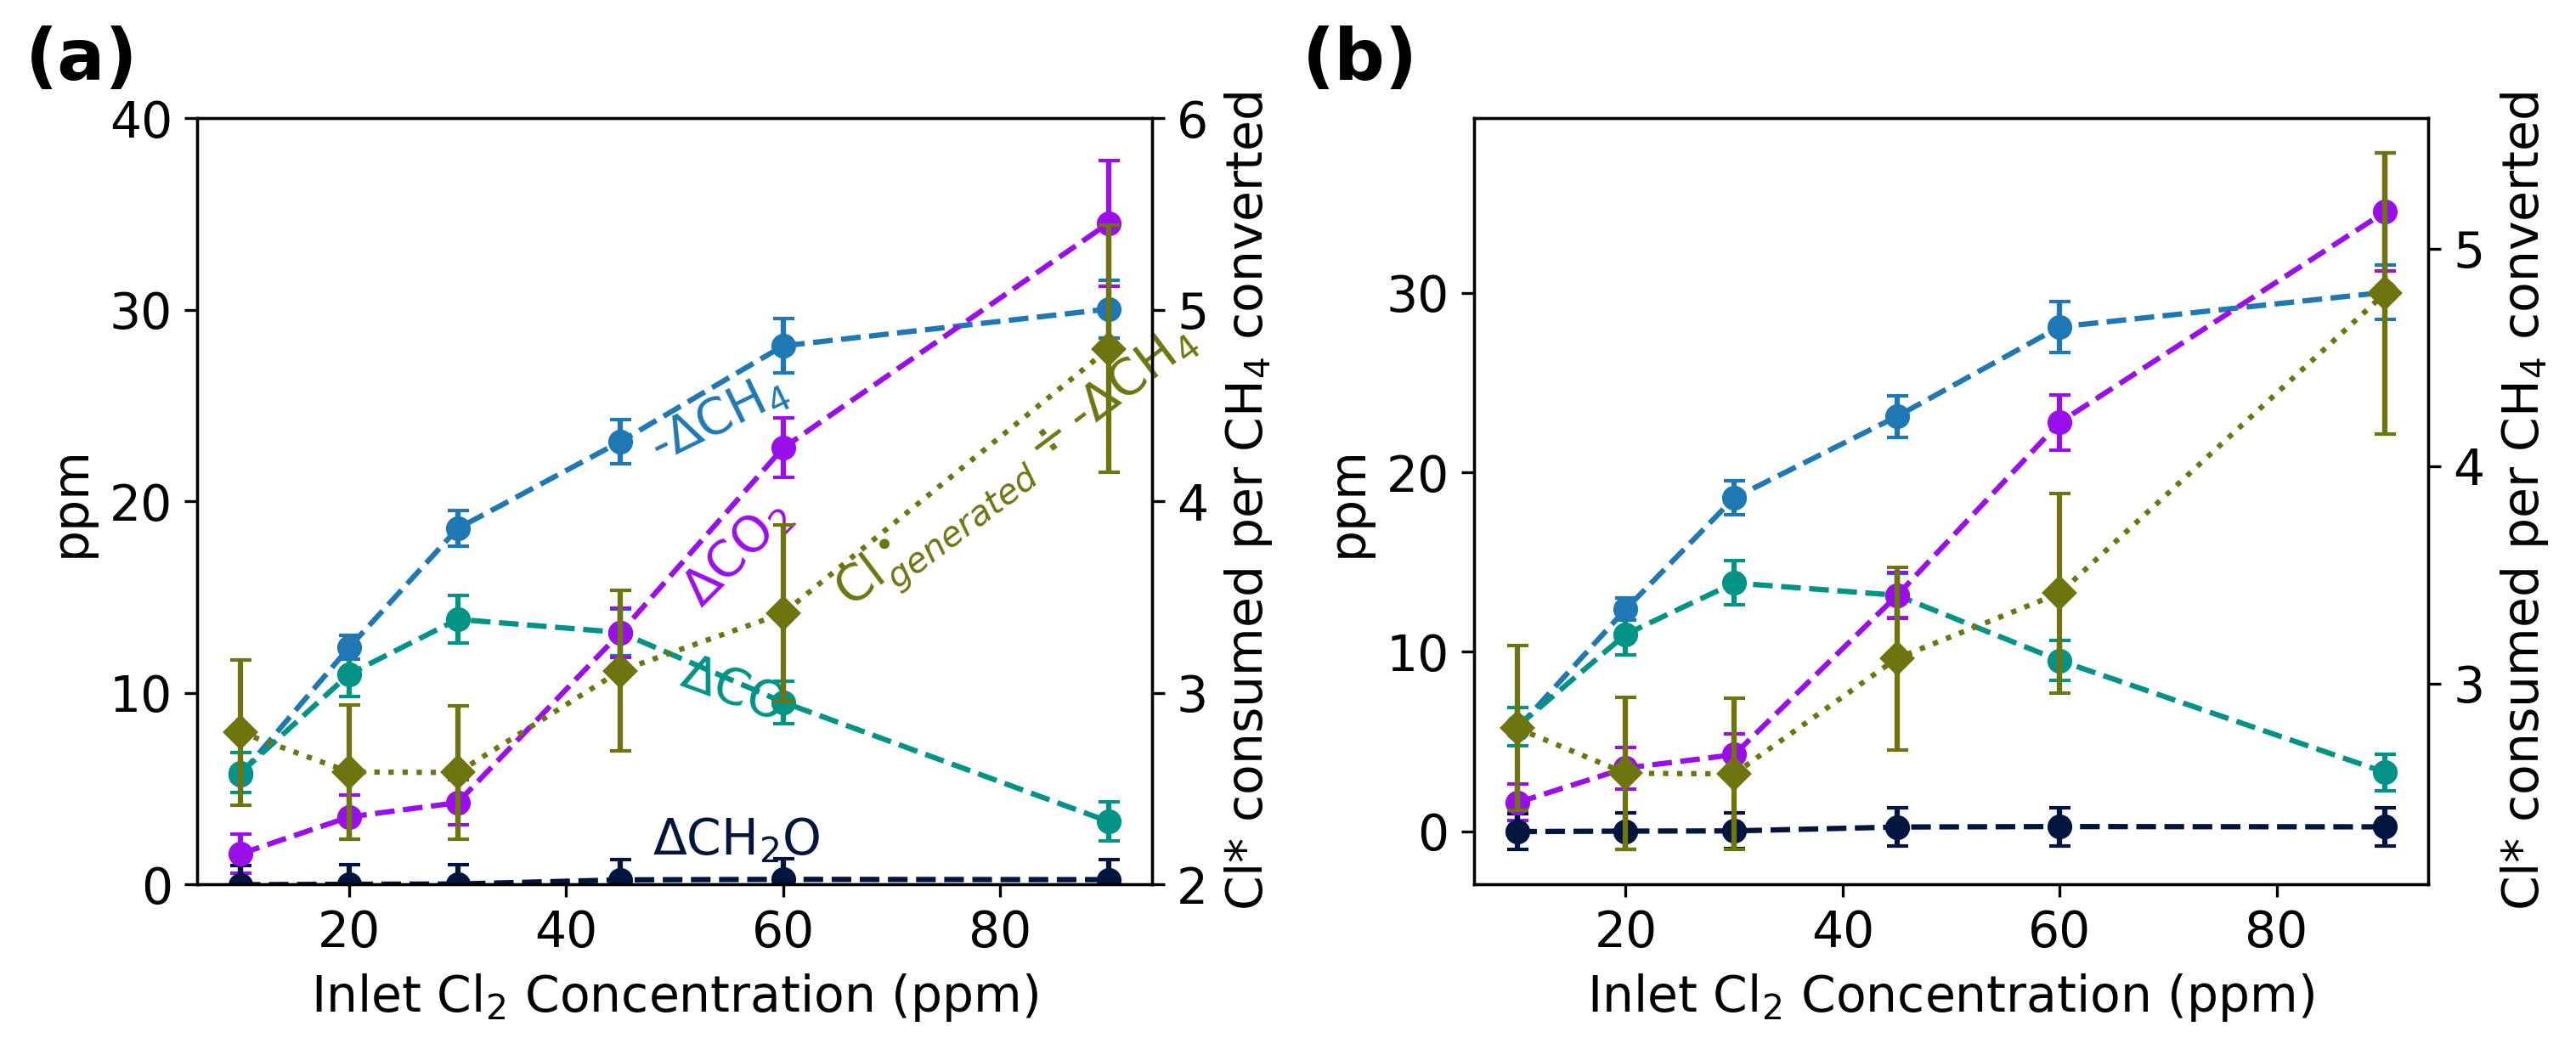 (a)
40
30
20
10
0
ppm
20
40
60
80
Inlet Cl₂ Concentration (ppm)
6
5
4
3
2
Cl* consumed per CH₄ converted
-ΔCH₄
ΔCO₂
Cl•generated ÷ -ΔCH₄
ΔCO
ΔCH₂O
(b)
30
20
10
0
ppm
20
40
60
80
Inlet Cl₂ Concentration (ppm)
5
4
3
Cl* consumed per CH₄ converted